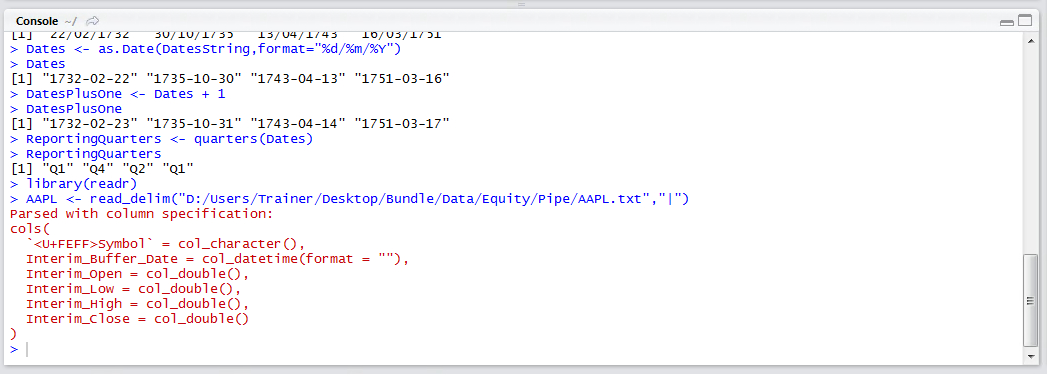 Console ~/
[1] "22/02/1732" "30/10/1735" "13/04/1743" "16/03/1751"
> Dates <- as.Date(DatesString,format="%d/%m/%Y")
> Dates
[1] "1732-02-22" "1735-10-30" "1743-04-13" "1751-03-16"
> DatesPlusOne <- Dates + 1
> DatesPlusOne
[1] "1732-02-23" "1735-10-31" "1743-04-14" "1751-03-17"
> ReportingQuarters <- quarters(Dates)
> ReportingQuarters
[1] "Q1" "Q4" "Q2" "Q1"
> library(readr)
> AAPL <- read_delim("D:/Users/Trainer/Desktop/Bundle/Data/Equity/Pipe/AAPL.txt","|")
Parsed with column specification:
cols(
  `<U+FEFF>Symbol` = col_character(),
  Interim_Buffer_Date = col_datetime(format = ""),
  Interim_Open = col_double(),
  Interim_Low = col_double(),
  Interim_High = col_double(),
  Interim_Close = col_double()
)
>